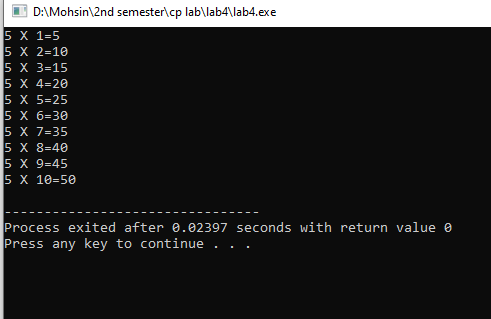 D:\Mohsin\2nd semester\cp lab\lab4\lab4.exe
5 X 1=5
5 X 2=10
5 X 3=15
5 X 4=20
5 X 5=25
5 X 6=30
5 X 7=35
5 X 8=40
5 X 9=45
5 X 10=50
--------------------------------
Process exited after 0.02397 seconds with return value 0
Press any key to continue . . .